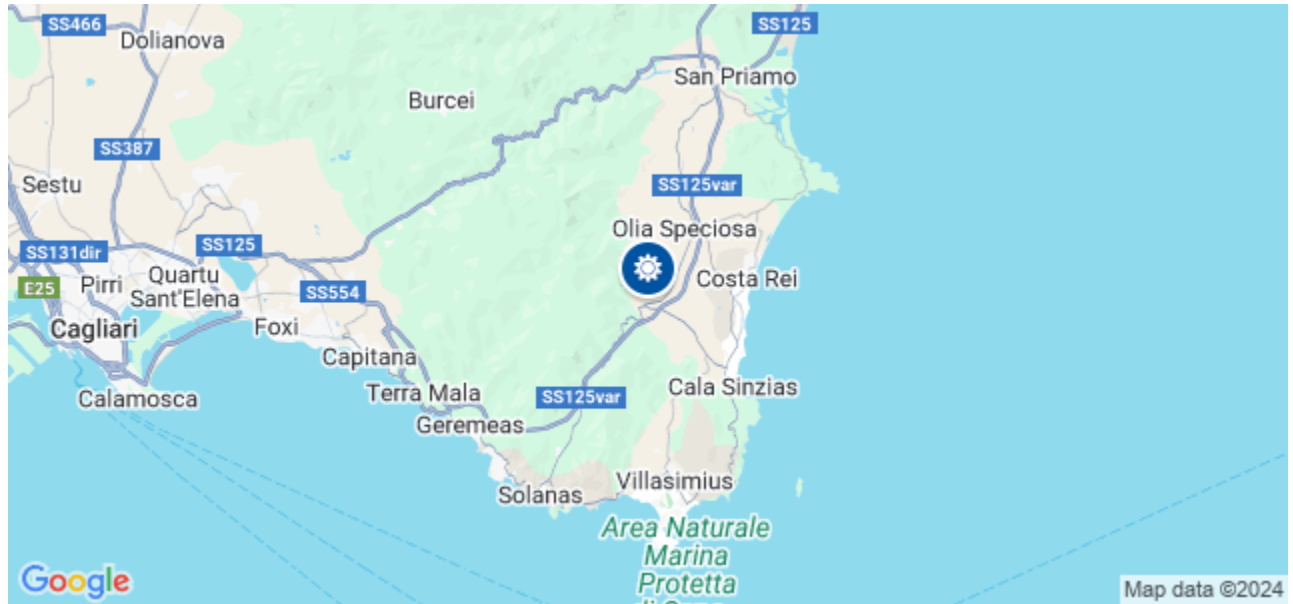 SS466
Dolianova
SS125
San Priamo
Burcei
SS387
Sestu
SS125var
Olia Speciosa
SS131dir
SS125
E25
Pirri
Quartu
Sant'Elena
SS554
Costa Rei
Cagliari
Foxi
Capitana
Calamosca
Terra Mala
SS125var
Cala Sinzias
Geremeas
Solanas
Villasimius
Area Naturale
Marina
Protetta
Google
Map data ©2024